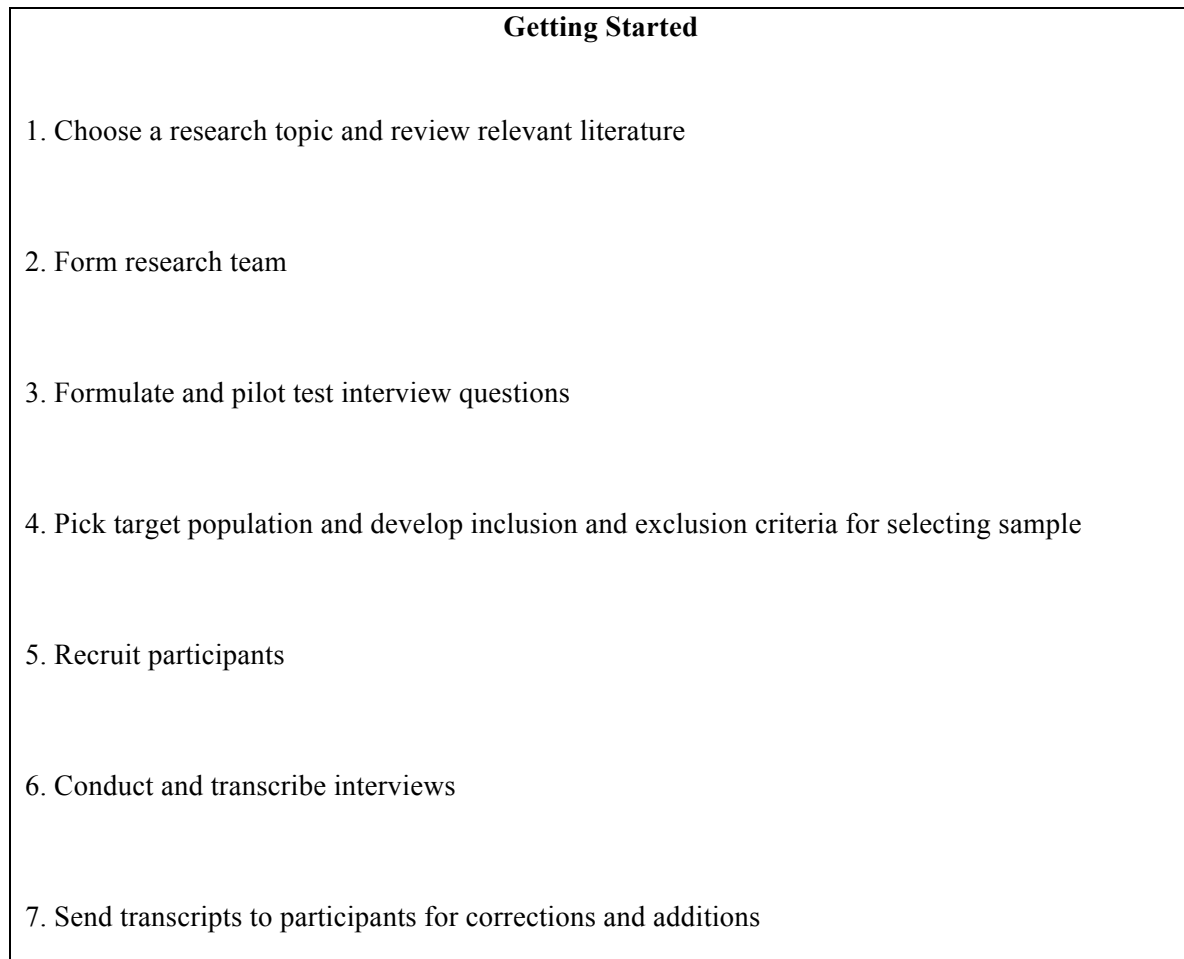 Getting Started
1. Choose a research topic and review relevant literature
2. Form research team
3. Formulate and pilot test interview questions
4. Pick target population and develop inclusion and exclusion criteria for selecting sample
5. Recruit participants
6. Conduct and transcribe interviews
7. Send transcripts to participants for corrections and additions